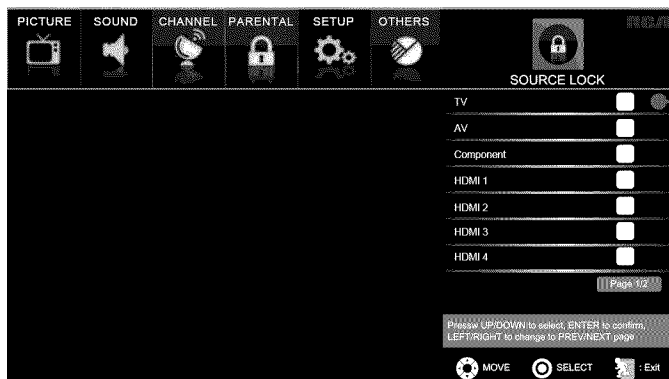 PICTURE SOUND CHANNEL PARENTAL SETUP OTHERS
RCA
SOURCE LOCK
TV
AV
Component
HDMI 1
HDMI 2
HDMI 3
HDMI 4
Page 1/2
Pressw UP/DOWN to select, ENTER to confirm,
LEFT/RIGHT to change to PREV/NEXT page
MOVE SELECT : Exit